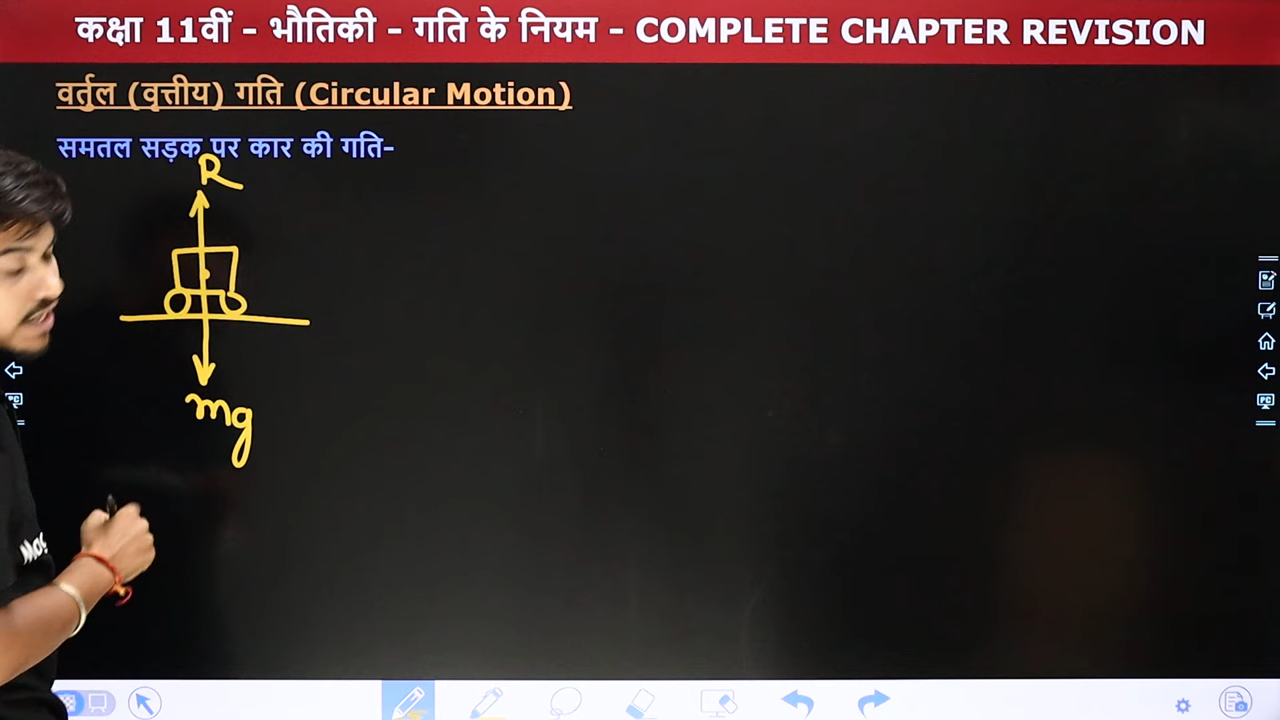 कक्षा 11वीं - भौतिकी - गति के नियम - COMPLETE CHAPTER REVISION
वर्तुल (वृत्तीय) गति (Circular Motion)
समतल सड़क पर कार की गति-
R
mg